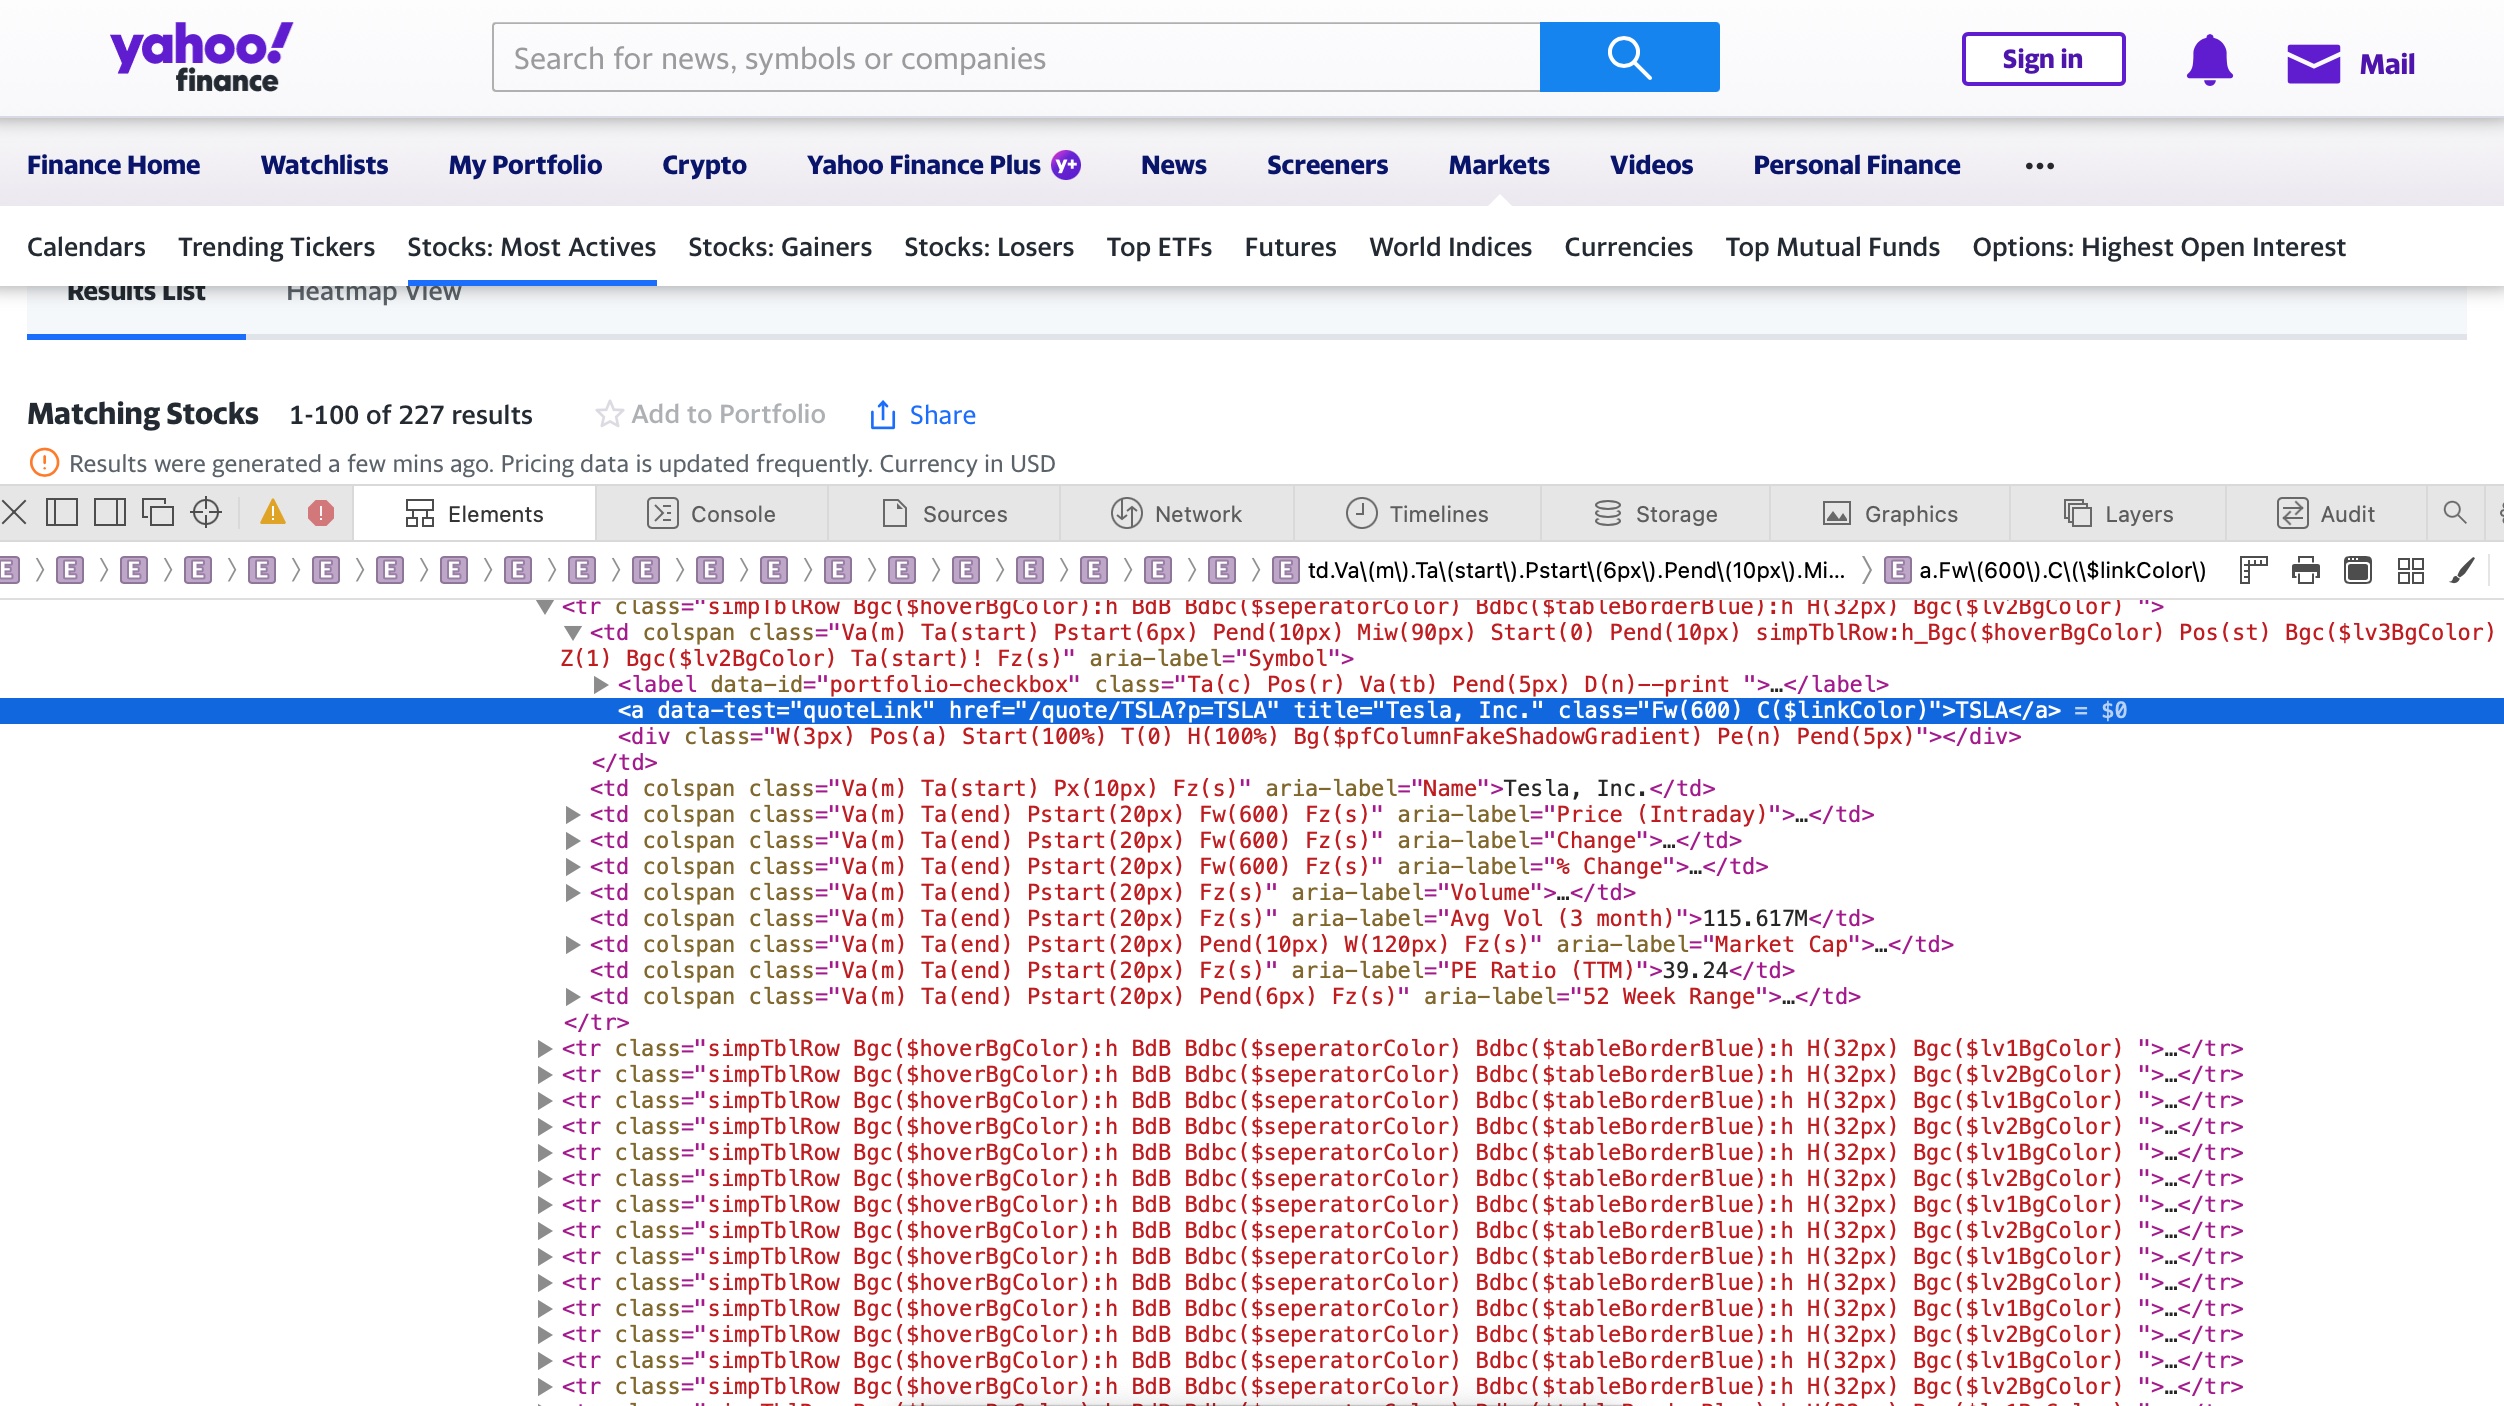 yahoo!
finance
Search for news, symbols or companies
Sign in
Mail
Finance Home Watchlists My Portfolio Crypto Yahoo Finance Plus y+ News Screeners Markets Videos Personal Finance ...
Calendars Trending Tickers Stocks: Most Actives Stocks: Gainers Stocks: Losers Top ETFs Futures World Indices Currencies Top Mutual Funds Options: Highest Open Interest
Results List Heatmap View
Matching Stocks 1-100 of 227 results Add to Portfolio Share
Results were generated a few mins ago. Pricing data is updated frequently. Currency in USD
Elements Console Sources Network Timelines Storage Graphics Layers Audit
E E E E E E E E E E E E E E E E E E E E E td.Va\(m\).Ta\(start\).Pstart\(6px\).Pend\(10px\).Mi... E a.Fw\(600\).C\(\$linkColor\)
<tr class="simpTblRow Bgc($hoverBgColor):h BdB Bdbc($seperatorColor) Bdbc($tableBorderBlue):h H(32px) Bgc($lv2BgColor) ">
<td colspan class="Va(m) Ta(start) Pstart(6px) Pend(10px) Miw(90px) Start(0) Pend(10px) simpTblRow:h_Bgc($hoverBgColor) Pos(st) Bgc($lv3BgColor)
Z(1) Bgc($lv2BgColor) Ta(start)! Fz(s)" aria-label="Symbol">
<label data-id="portfolio-checkbox" class="Ta(c) Pos(r) Va(tb) Pend(5px) D(n)--print ">…</label>
<a data-test="quoteLink" href="/quote/TSLA?p=TSLA" title="Tesla, Inc." class="Fw(600) C($linkColor)">TSLA</a> = $0
<div class="W(3px) Pos(a) Start(100%) T(0) H(100%) Bg($pfColumnFakeShadowGradient) Pe(n) Pend(5px)"></div>
</td>
<td colspan class="Va(m) Ta(start) Px(10px) Fz(s)" aria-label="Name">Tesla, Inc.</td>
<td colspan class="Va(m) Ta(end) Pstart(20px) Fw(600) Fz(s)" aria-label="Price (Intraday)">…</td>
<td colspan class="Va(m) Ta(end) Pstart(20px) Fw(600) Fz(s)" aria-label="Change">…</td>
<td colspan class="Va(m) Ta(end) Pstart(20px) Fw(600) Fz(s)" aria-label="% Change">…</td>
<td colspan class="Va(m) Ta(end) Pstart(20px) Fz(s)" aria-label="Volume">…</td>
<td colspan class="Va(m) Ta(end) Pstart(20px) Fz(s)" aria-label="Avg Vol (3 month)">115.617M</td>
<td colspan class="Va(m) Ta(end) Pstart(20px) Pend(10px) W(120px) Fz(s)" aria-label="Market Cap">…</td>
<td colspan class="Va(m) Ta(end) Pstart(20px) Fz(s)" aria-label="PE Ratio (TTM)">39.24</td>
<td colspan class="Va(m) Ta(end) Pstart(20px) Pend(6px) Fz(s)" aria-label="52 Week Range">…</td>
</tr>
<tr class="simpTblRow Bgc($hoverBgColor):h BdB Bdbc($seperatorColor) Bdbc($tableBorderBlue):h H(32px) Bgc($lv1BgColor) ">…</tr>
<tr class="simpTblRow Bgc($hoverBgColor):h BdB Bdbc($seperatorColor) Bdbc($tableBorderBlue):h H(32px) Bgc($lv2BgColor) ">…</tr>
<tr class="simpTblRow Bgc($hoverBgColor):h BdB Bdbc($seperatorColor) Bdbc($tableBorderBlue):h H(32px) Bgc($lv1BgColor) ">…</tr>
<tr class="simpTblRow Bgc($hoverBgColor):h BdB Bdbc($seperatorColor) Bdbc($tableBorderBlue):h H(32px) Bgc($lv2BgColor) ">…</tr>
<tr class="simpTblRow Bgc($hoverBgColor):h BdB Bdbc($seperatorColor) Bdbc($tableBorderBlue):h H(32px) Bgc($lv1BgColor) ">…</tr>
<tr class="simpTblRow Bgc($hoverBgColor):h BdB Bdbc($seperatorColor) Bdbc($tableBorderBlue):h H(32px) Bgc($lv2BgColor) ">…</tr>
<tr class="simpTblRow Bgc($hoverBgColor):h BdB Bdbc($seperatorColor) Bdbc($tableBorderBlue):h H(32px) Bgc($lv1BgColor) ">…</tr>
<tr class="simpTblRow Bgc($hoverBgColor):h BdB Bdbc($seperatorColor) Bdbc($tableBorderBlue):h H(32px) Bgc($lv2BgColor) ">…</tr>
<tr class="simpTblRow Bgc($hoverBgColor):h BdB Bdbc($seperatorColor) Bdbc($tableBorderBlue):h H(32px) Bgc($lv1BgColor) ">…</tr>
<tr class="simpTblRow Bgc($hoverBgColor):h BdB Bdbc($seperatorColor) Bdbc($tableBorderBlue):h H(32px) Bgc($lv2BgColor) ">…</tr>
<tr class="simpTblRow Bgc($hoverBgColor):h BdB Bdbc($seperatorColor) Bdbc($tableBorderBlue):h H(32px) Bgc($lv1BgColor) ">…</tr>
<tr class="simpTblRow Bgc($hoverBgColor):h BdB Bdbc($seperatorColor) Bdbc($tableBorderBlue):h H(32px) Bgc($lv2BgColor) ">…</tr>
<tr class="simpTblRow Bgc($hoverBgColor):h BdB Bdbc($seperatorColor) Bdbc($tableBorderBlue):h H(32px) Bgc($lv1BgColor) ">…</tr>
<tr class="simpTblRow Bgc($hoverBgColor):h BdB Bdbc($seperatorColor) Bdbc($tableBorderBlue):h H(32px) Bgc($lv2BgColor) ">…</tr>